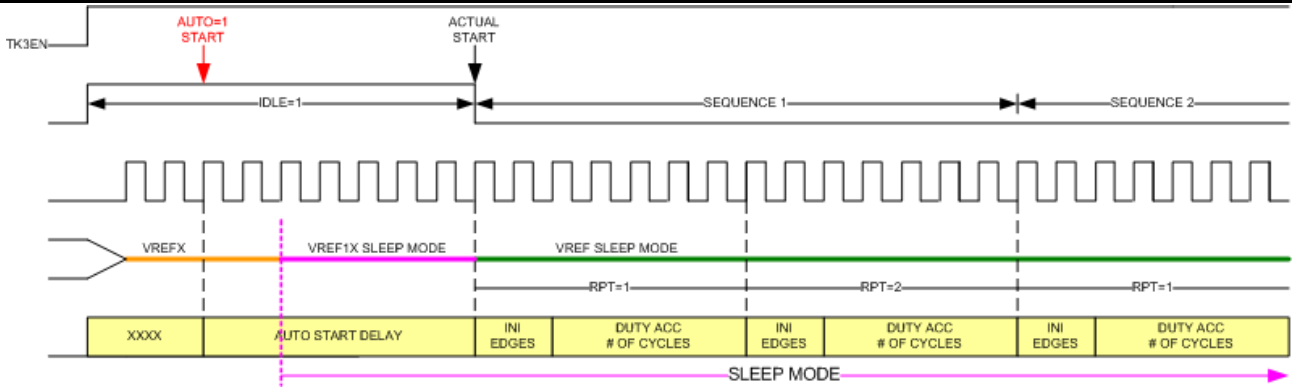 AUTO=1
START
ACTUAL
START
TK3EN
IDLE=1
SEQUENCE 1
SEQUENCE 2
VREFX
VREF1X SLEEP MODE
VREF SLEEP MODE
RPT=1
RPT=2
RPT=1
XXXX
AUTO START DELAY
INI
EDGES
DUTY ACC
# OF CYCLES
INI
EDGES
DUTY ACC
# OF CYCLES
INI
EDGES
DUTY ACC
# OF CYCLES
SLEEP MODE